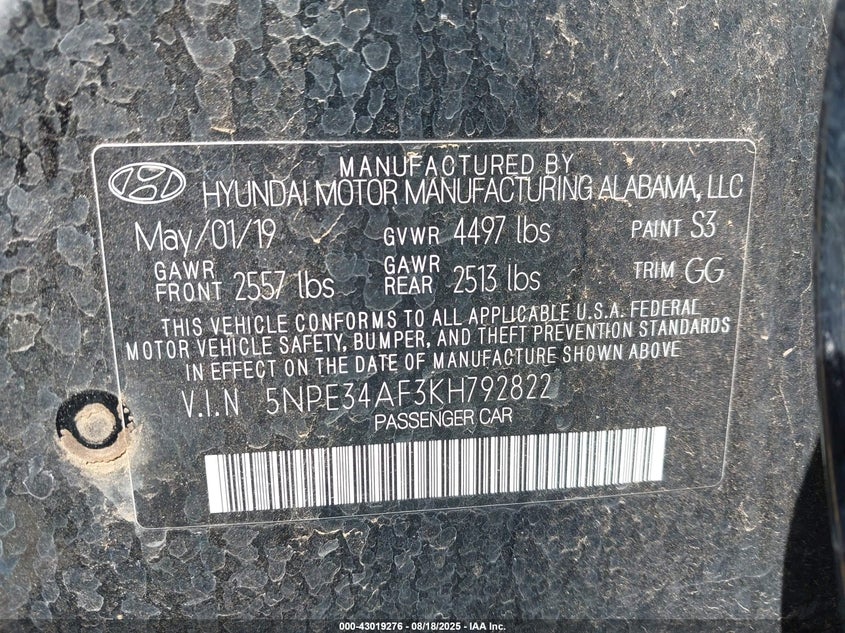 MANUFACTURED BY
HYUNDAI MOTOR MANUFACTURING ALABAMA, LLC
May/01/19 GVWR 4497 lbs PAINT S3
GAWR FRONT 2557 lbs GAWR REAR 2513 lbs TRIM GG
THIS VEHICLE CONFORMS TO ALL APPLICABLE U.S.A. FEDERAL
MOTOR VEHICLE SAFETY, BUMPER, AND THEFT PREVENTION STANDARDS
IN EFFECT ON THE DATE OF MANUFACTURE SHOWN ABOVE
V.I.N 5NPE34AF3KH792822
PASSENGER CAR
000-43019276 - 08/18/2025 - IAA Inc.